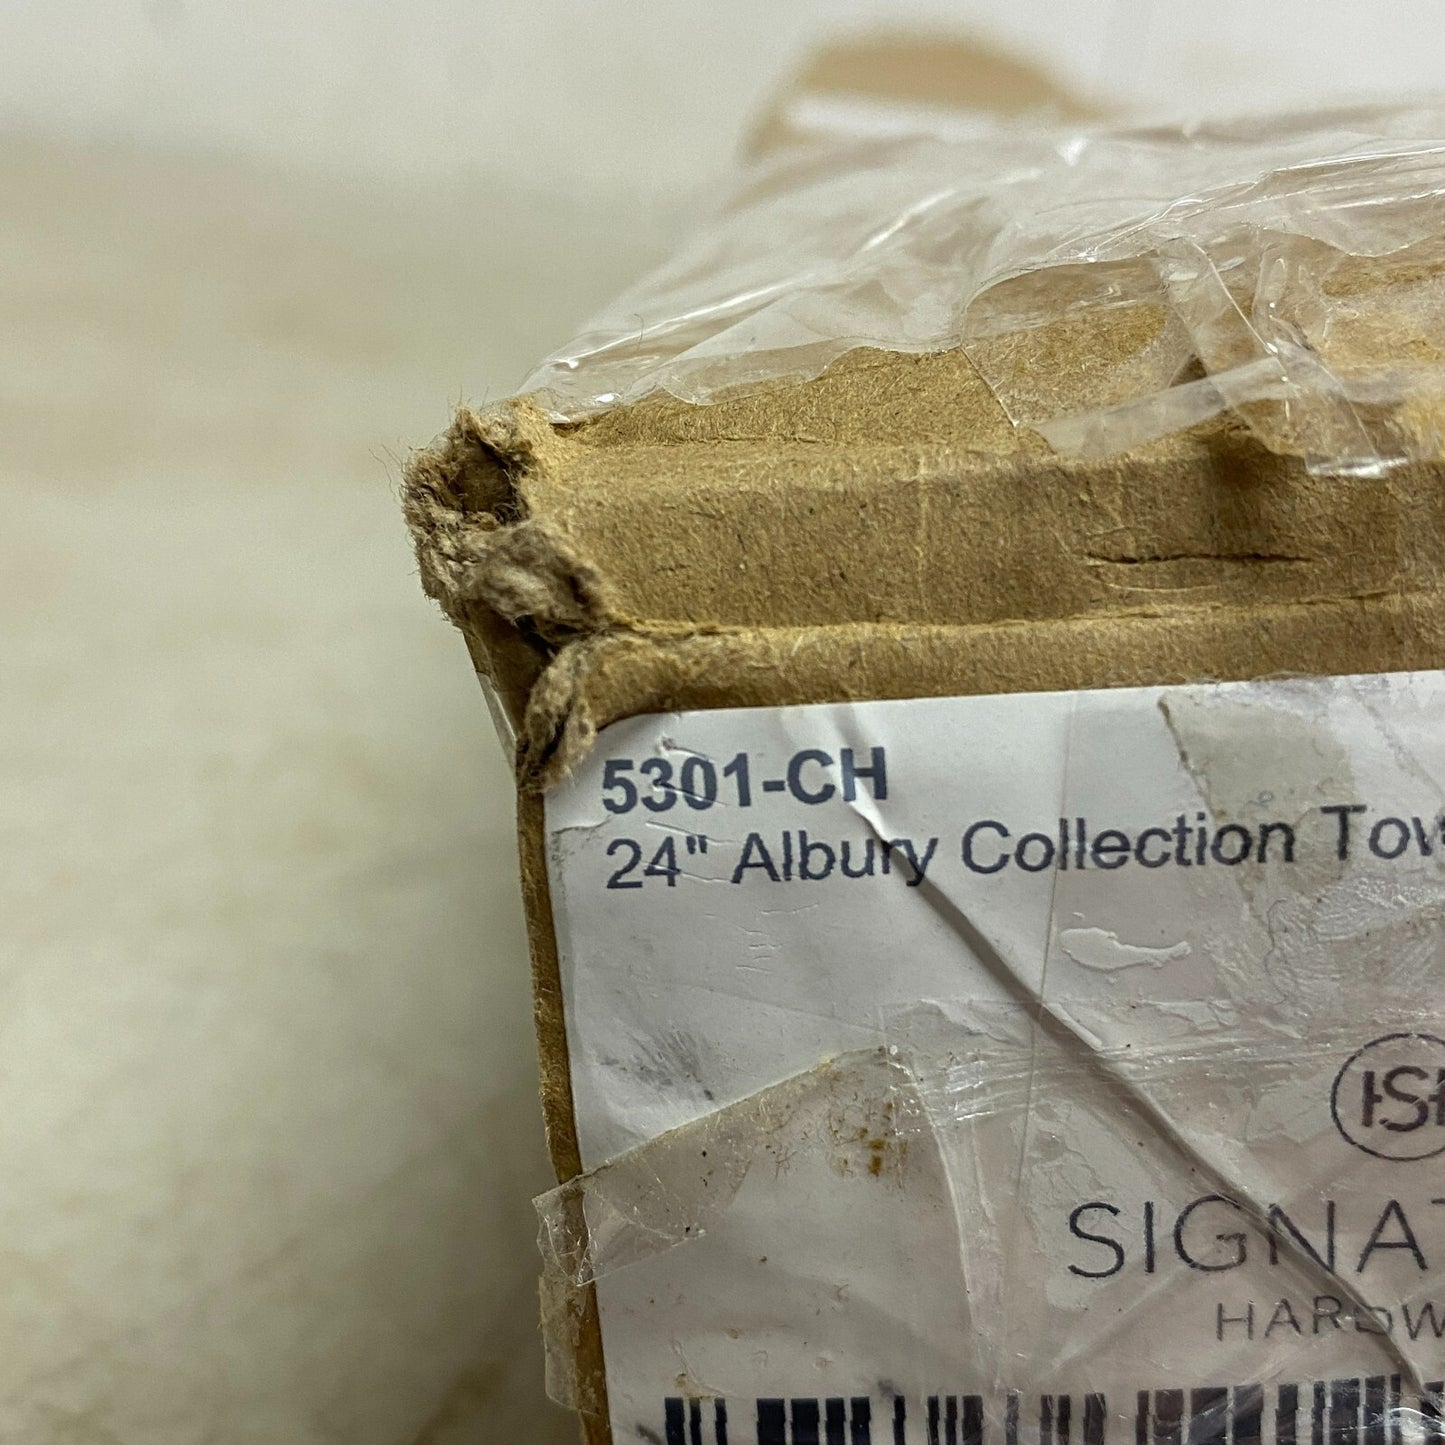 5301-CH
24" Albury Collection Tow
SIGNAT
HARDW